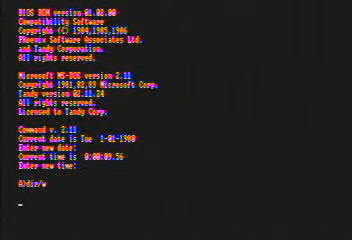 BIOS ROM version 01.02.00
Compatibility Software
Copyright (C) 1984,1985,1986
Phoenix Software Associates Ltd.
and Tandy Corporation.
All rights reserved.
Microsoft MS-DOS version 2.11
Copyright 1981,82,83 Microsoft Corp.
Tandy version 02.11.24
All rights reserved.
Licensed to Tandy Corp.
Command v. 2.11
Current date is Tue  1-01-1980
Enter new date:
Current time is  0:00:09.56
Enter new time:
A>dir/w